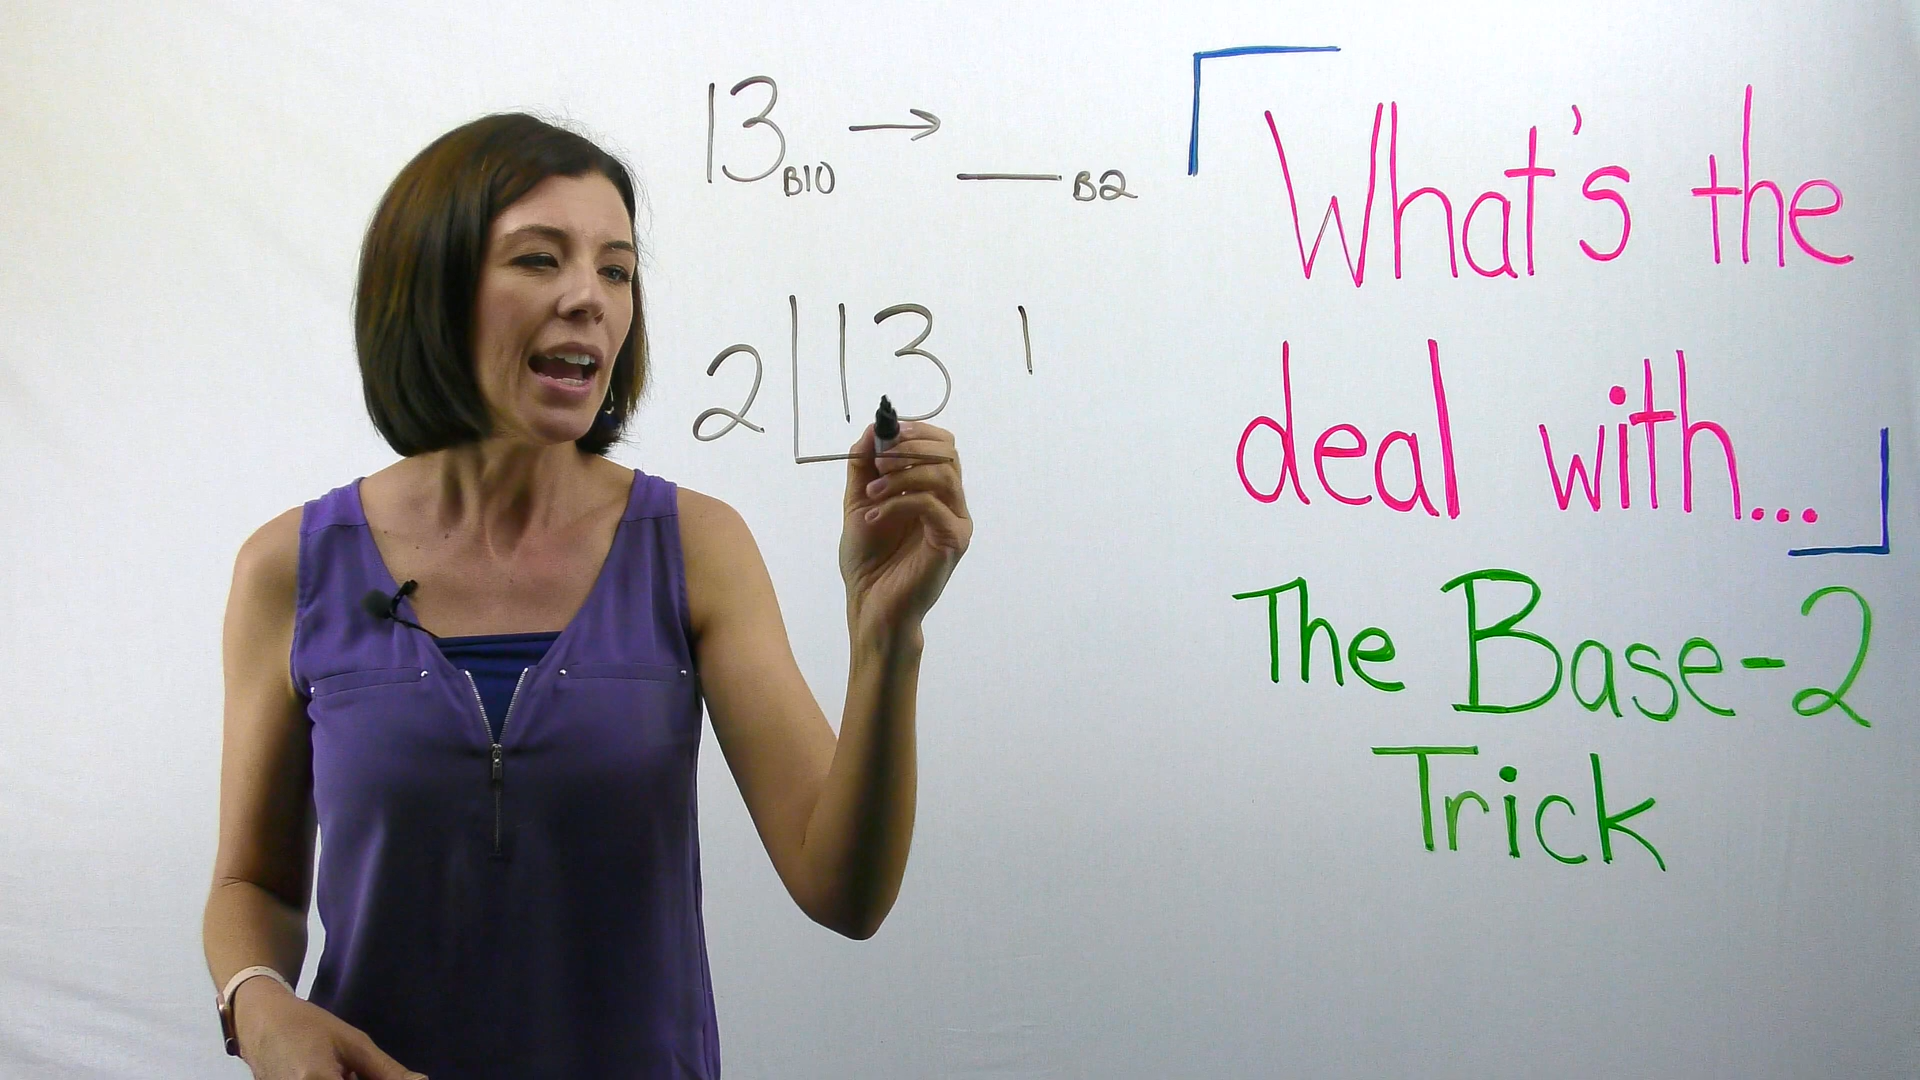 13B10 → ___B2
2 13 1
What's the
deal with...
The Base-2
Trick